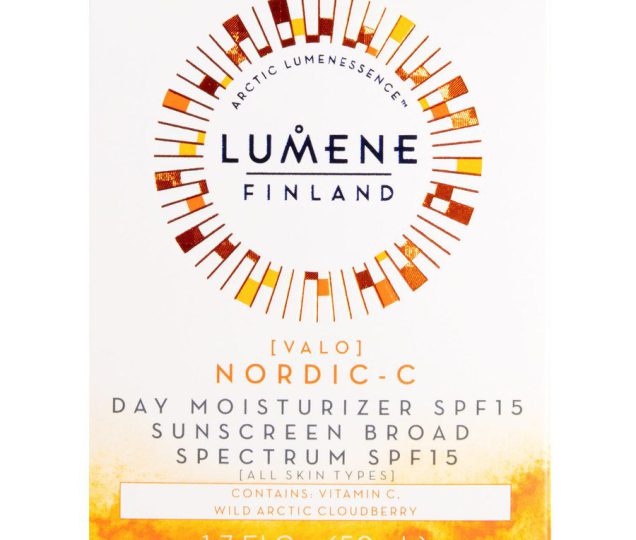 ARCTIC LUMENESSENCE™
LUMENE
FINLAND
[VALO]
NORDIC-C
DAY MOISTURIZER SPF15
SUNSCREEN BROAD
SPECTRUM SPF15
[ALL SKIN TYPES]
CONTAINS: VITAMIN C,
WILD ARCTIC CLOUDBERRY